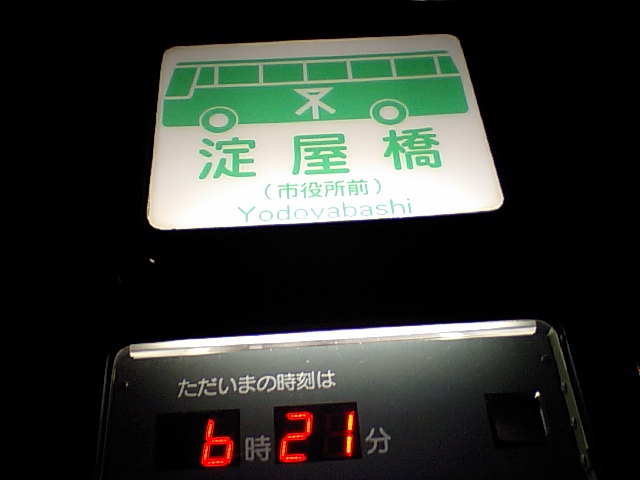 淀屋橋
(市役所前)
Yodoyabashi
ただいまの時刻は
6時21分